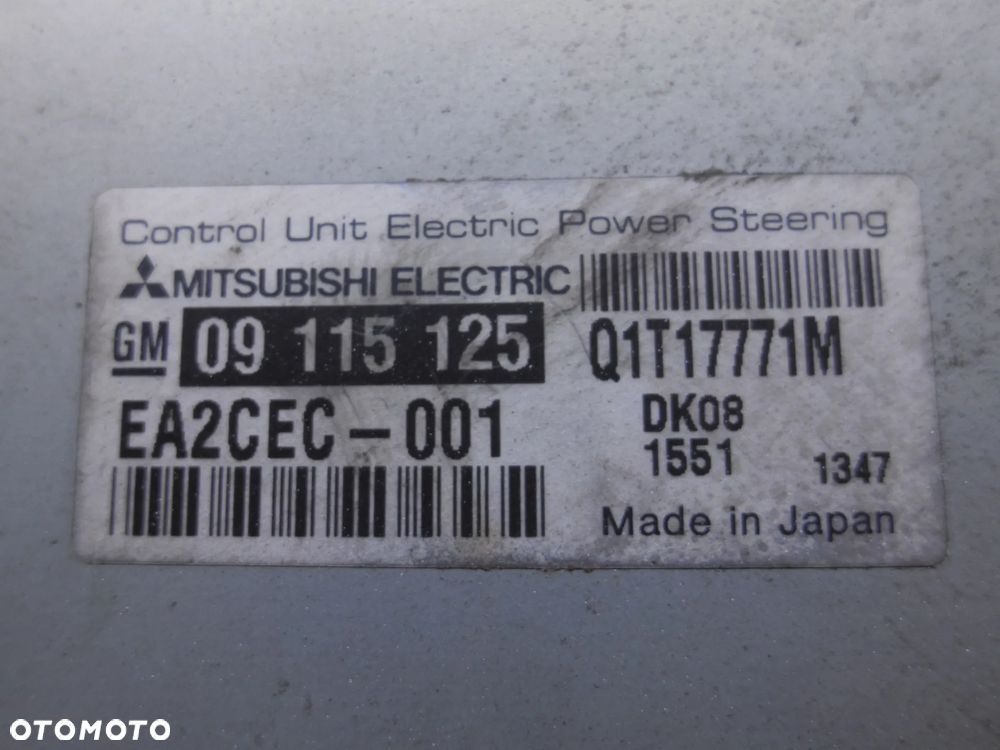 Control Unit Electric Power Steering
MITSUBISHI ELECTRIC
GM 09 115 125 Q1T17771M
EA2CEC-001 DK08
1551 1347
Made in Japan
OTOMOTO